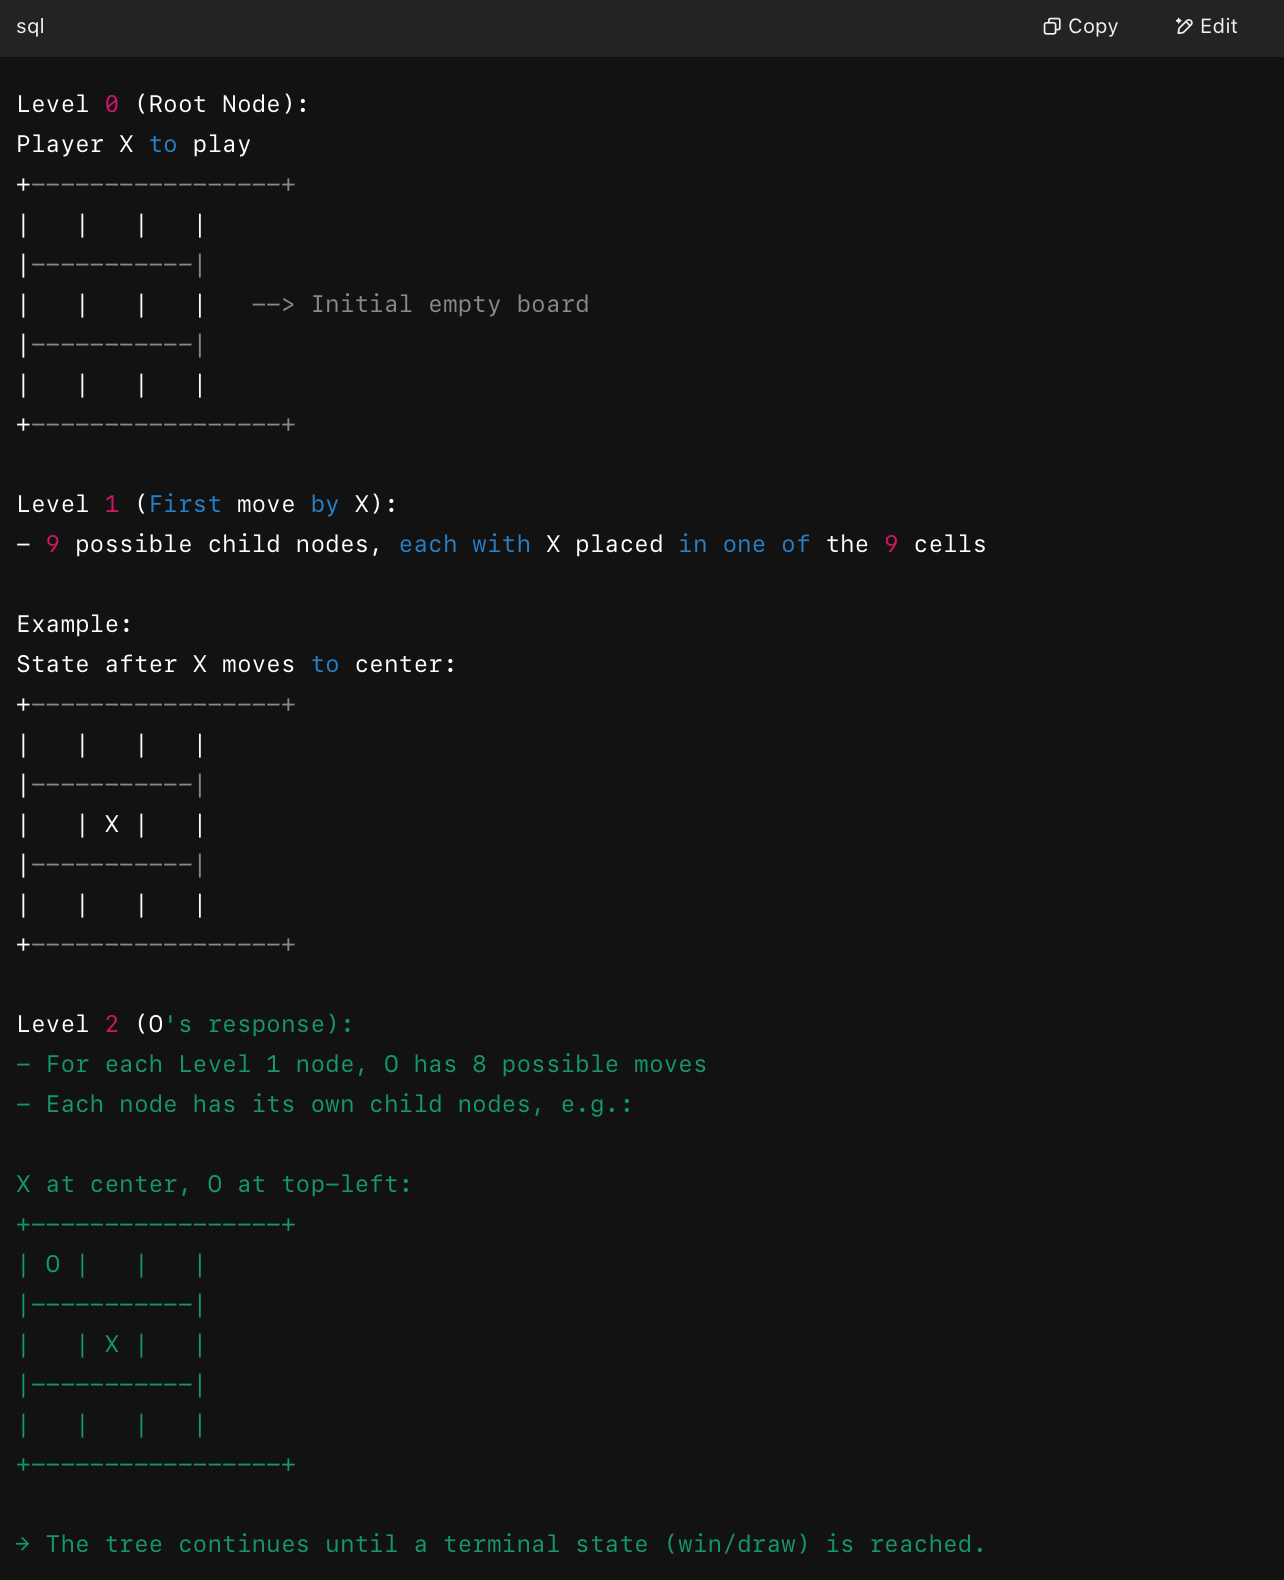 sql
Copy
Edit
Level 0 (Root Node):
Player X to play
+-----------------+
|   |   |   |
|-----------|
|   |   |   |   --> Initial empty board
|-----------|
|   |   |   |
+-----------------+
Level 1 (First move by X):
- 9 possible child nodes, each with X placed in one of the 9 cells
Example:
State after X moves to center:
+-----------------+
|   |   |   |
|-----------|
|   | X |   |
|-----------|
|   |   |   |
+-----------------+
Level 2 (O's response):
- For each Level 1 node, O has 8 possible moves
- Each node has its own child nodes, e.g.:
X at center, O at top-left:
+-----------------+
| O |   |   |
|-----------|
|   | X |   |
|-----------|
|   |   |   |
+-----------------+
→ The tree continues until a terminal state (win/draw) is reached.